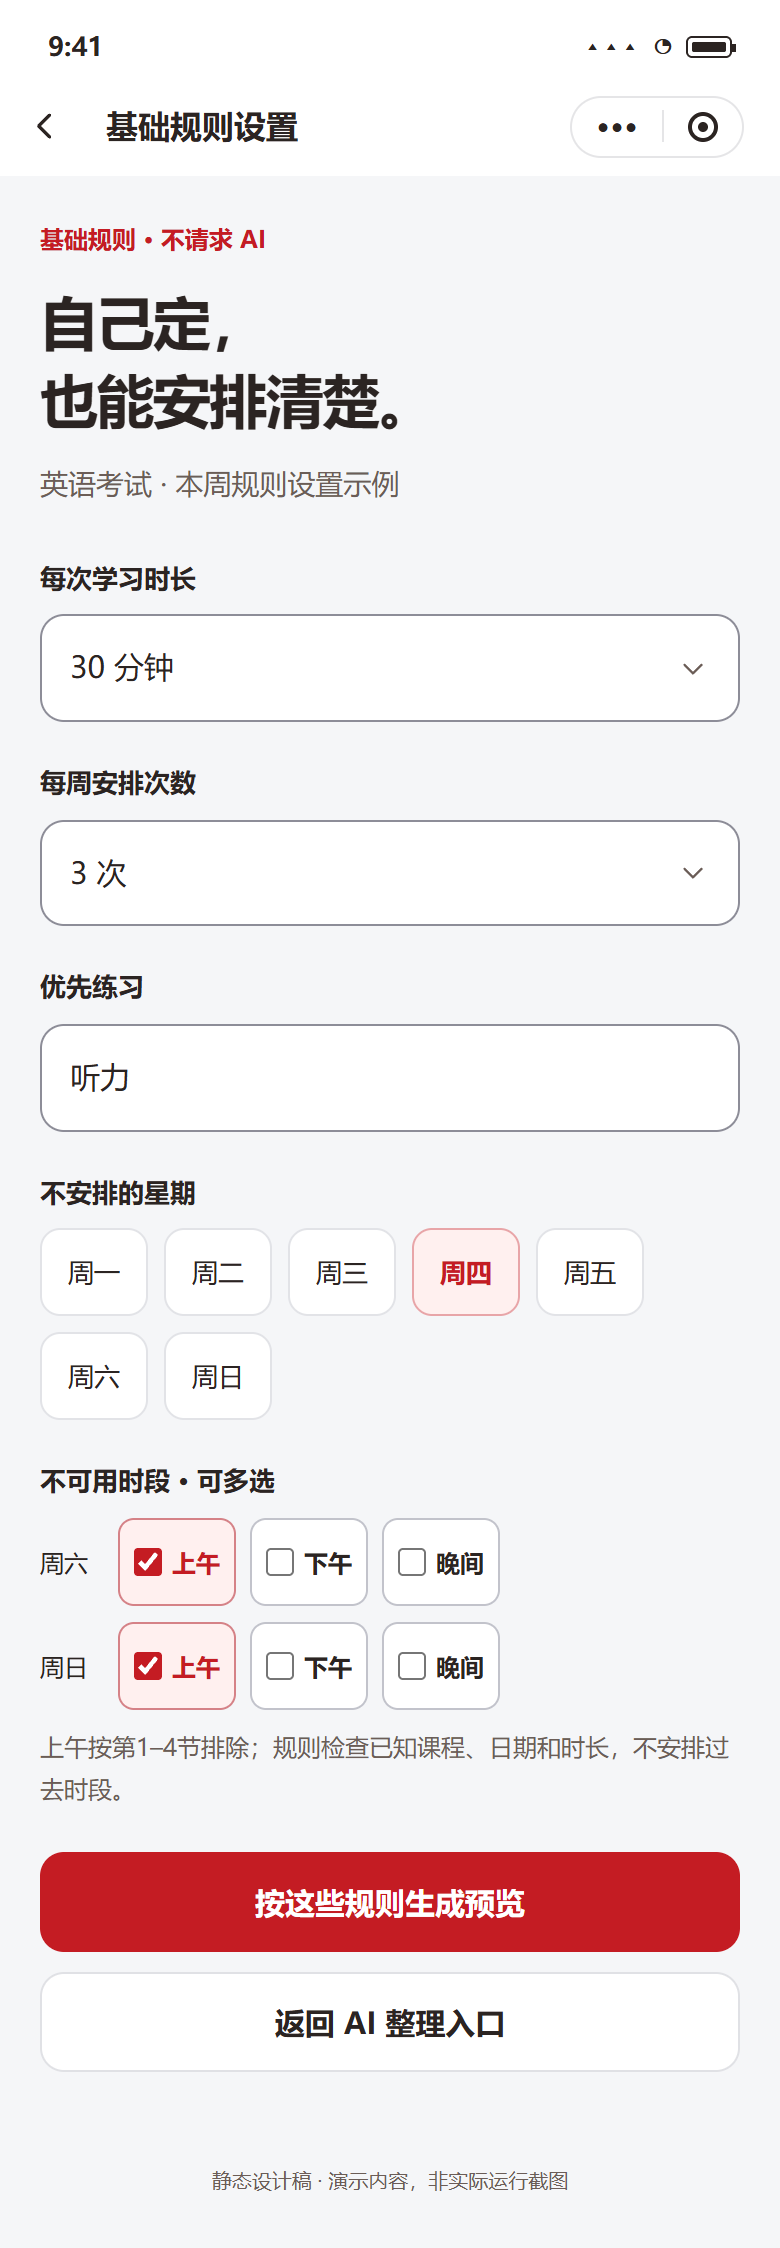 9:41
基础规则设置
基础规则 • 不请求 AI
自己定，
也能安排清楚。
英语考试 · 本周规则设置示例
每次学习时长
30 分钟
每周安排次数
3 次
优先练习
听力
不安排的星期
周一 周二 周三 周四 周五
周六 周日
不可用时段 • 可多选
周六 上午 下午 晚间
周日 上午 下午 晚间
上午按第1–4节排除；规则检查已知课程、日期和时长，不安排过
去时段。
按这些规则生成预览
返回 AI 整理入口
静态设计稿 · 演示内容，非实际运行截图